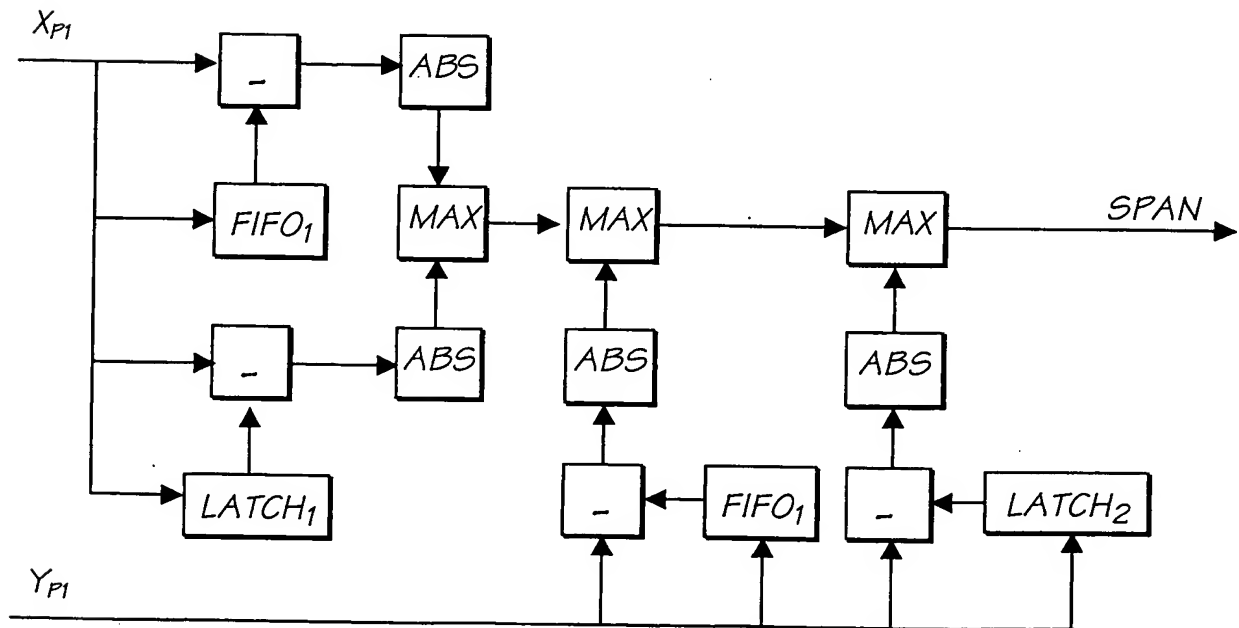 X_P1
-
ABS
FIFO_1
MAX
MAX
MAX
SPAN
-
ABS
ABS
ABS
LATCH_1
-
FIFO_1
-
LATCH_2
Y_P1